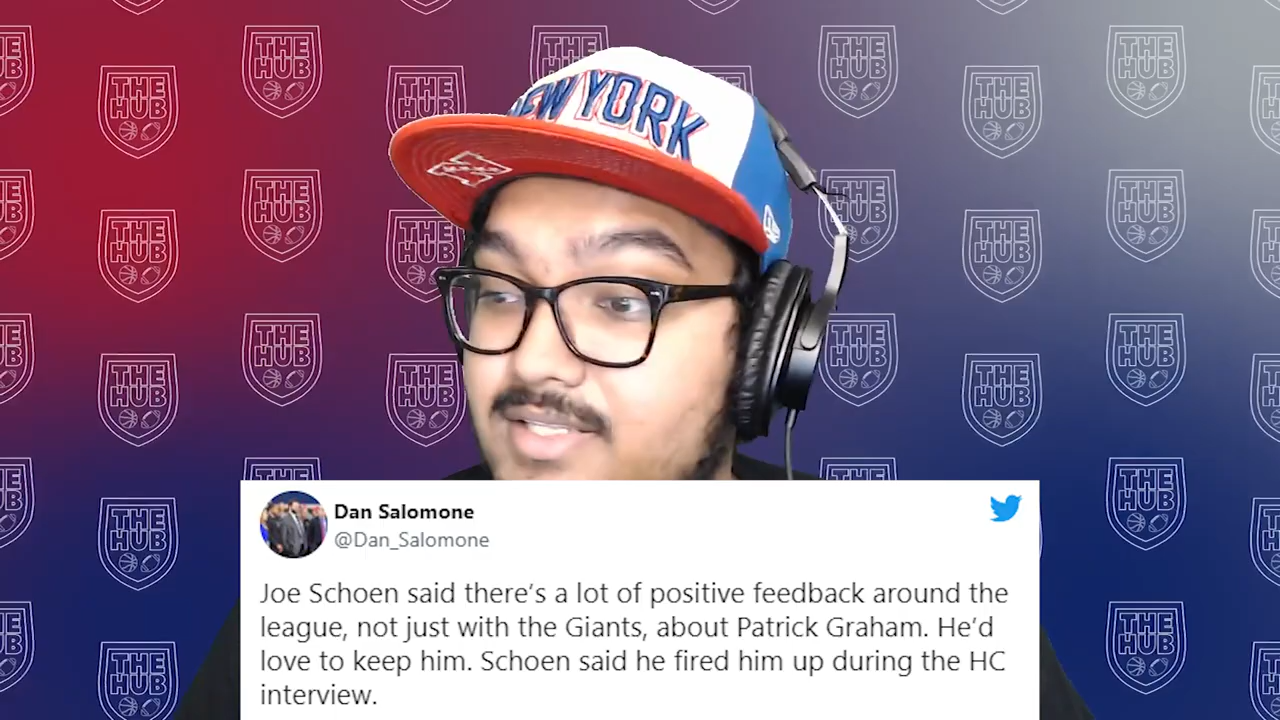 THE HUB
NEW YORK
Dan Salomone
@Dan_Salomone
Joe Schoen said there's a lot of positive feedback around the
league, not just with the Giants, about Patrick Graham. He'd
love to keep him. Schoen said he fired him up during the HC
interview.